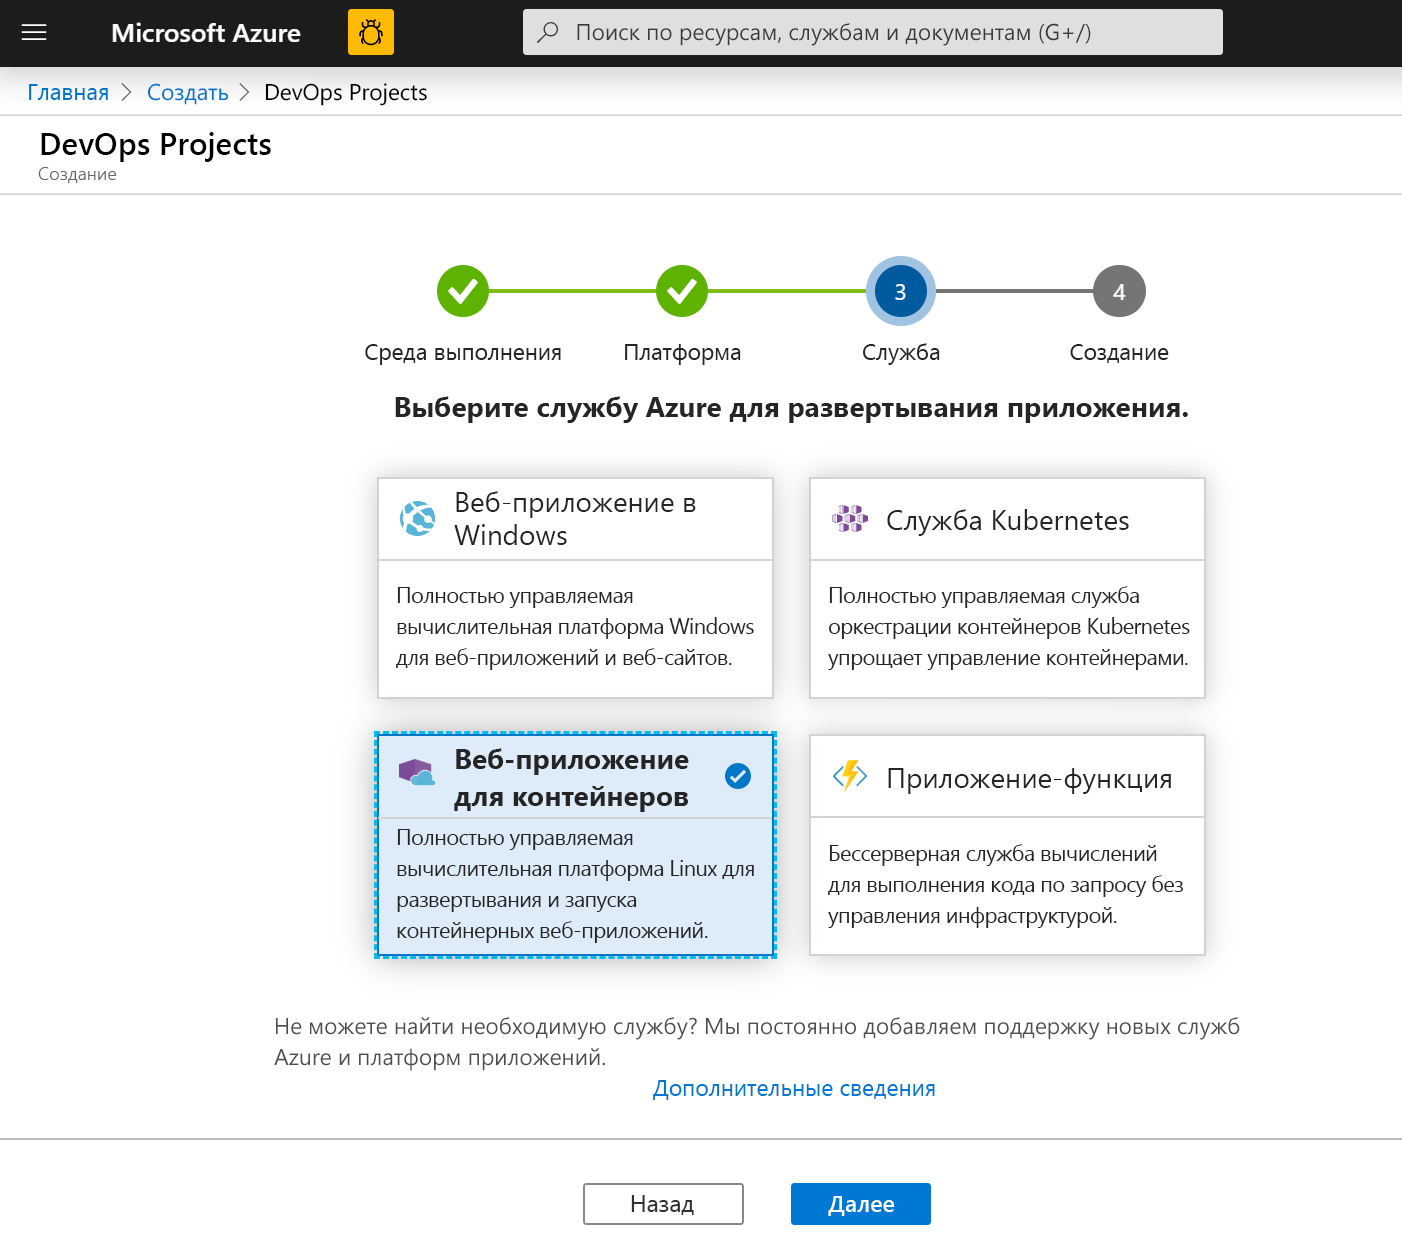 Microsoft Azure
Поиск по ресурсам, службам и документам (G+/)
Главная > Создать > DevOps Projects
DevOps Projects
Создание
3
4
Среда выполнения
Платформа
Служба
Создание
Выберите службу Azure для развертывания приложения.
Веб-приложение в
Windows
Полностью управляемая
вычислительная платформа Windows
для веб-приложений и веб-сайтов.
Служба Kubernetes
Полностью управляемая служба
оркестрации контейнеров Kubernetes
упрощает управление контейнерами.
Веб-приложение
для контейнеров
Полностью управляемая
вычислительная платформа Linux для
развертывания и запуска
контейнерных веб-приложений.
Приложение-функция
Бессерверная служба вычислений
для выполнения кода по запросу без
управления инфраструктурой.
Не можете найти необходимую службу? Мы постоянно добавляем поддержку новых служб
Azure и платформ приложений.
Дополнительные сведения
Назад
Далее